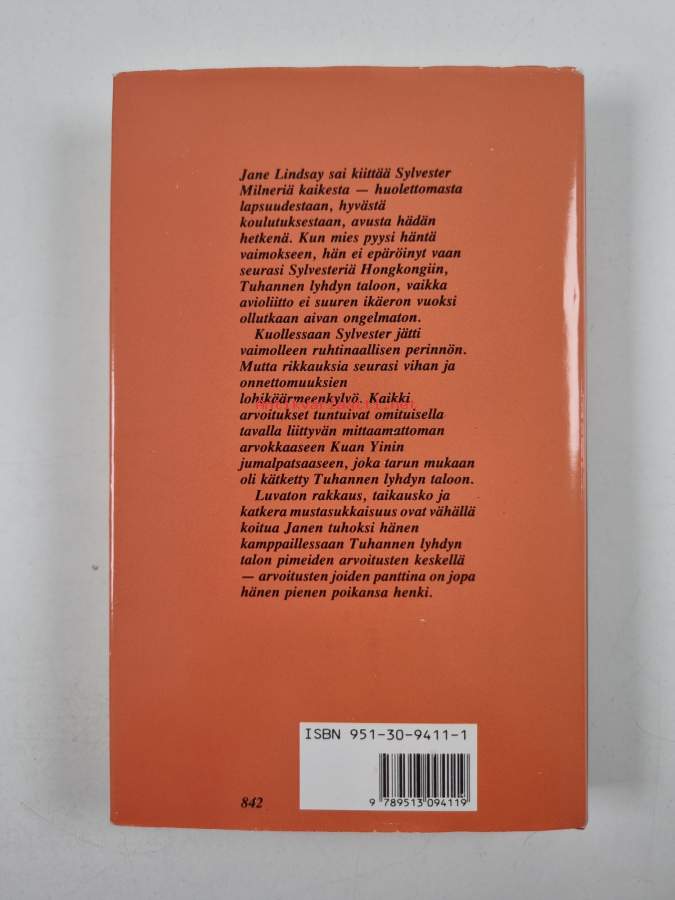 Jane Lindsay sai kiittää Sylvester
Milneriä kaikesta — huolettomasta
lapsuudestaan, hyvästä
koulutuksestaan, avusta hädän
hetkenä. Kun mies pyysi häntä
vaimokseen, hän ei epäröinyt vaan
seurasi Sylvesteriä Hongkongiin,
Tuhannen lyhdyn taloon, vaikka
avioliitto ei suuren ikäeron vuoksi
ollutkaan aivan ongelmaton.
Kuollessaan Sylvester jätti
vaimolleen ruhtinaallisen perinnön.
Mutta rikkauksia seurasi vihan ja
onnettomuuksien
lohikäärmeenkylvö. Kaikki
arvoitukset tuntuivat omituisella
tavalla liittyvän mittaamattoman
arvokkaaseen Kuan Yinin
jumalpatsaaseen, joka tarun mukaan
oli kätketty Tuhannen lyhdyn taloon.
Luvaton rakkaus, taikausko ja
katkera mustasukkaisuus ovat vähällä
koitua Janen tuhoksi hänen
kamppaillessaan Tuhannen lyhdyn
talon pimeiden arvoitusten keskellä
— arvoitusten joiden panttina on jopa
hänen pienen poikansa henki.
ISBN 951-30-9411-1
9 789513 094119
842